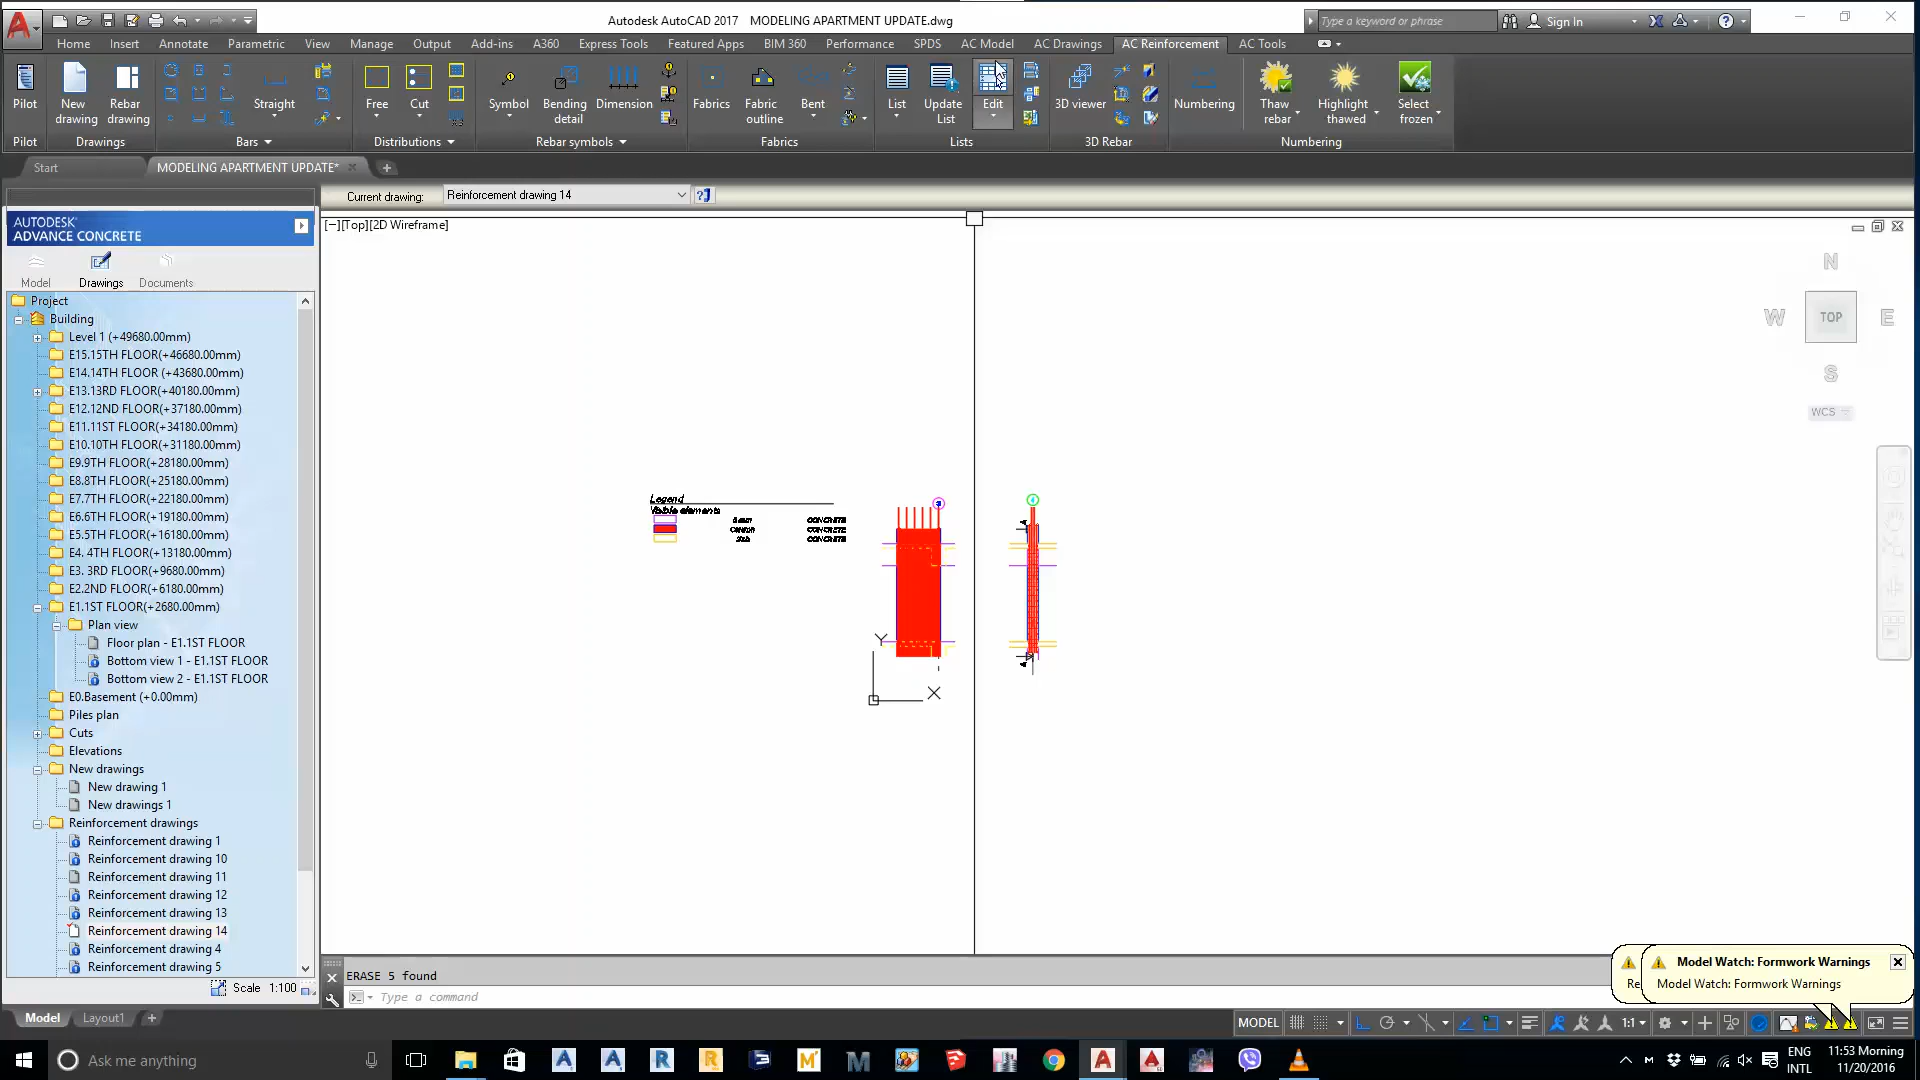 Autodesk AutoCAD 2017 MODELING APARTMENT UPDATE.dwg
Type a keyword or phrase
Sign In
Home Insert Annotate Parametric View Manage Output Add-ins A360 Express Tools Featured Apps BIM 360 Performance SPDS AC Model AC Drawings AC Reinforcement AC Tools
Pilot
New drawing
Rebar drawing
Straight
Free
Cut
Symbol
Bending detail
Dimension
Fabrics
Fabric outline
Bent
List
Update List
Edit
3D viewer
Numbering
Thaw rebar
Highlight thawed
Select frozen
Pilot Drawings Bars Distributions Rebar symbols Fabrics Lists 3D Rebar Numbering
Start MODELING APARTMENT UPDATE*
Current drawing: Reinforcement drawing 14
[−][Top][2D Wireframe]
AUTODESK
ADVANCE CONCRETE
Model Drawings Documents
Project
Building
Level 1 (+49680.00mm)
E15.15TH FLOOR(+46680.00mm)
E14.14TH FLOOR (+43680.00mm)
E13.13RD FLOOR(+40180.00mm)
E12.12ND FLOOR(+37180.00mm)
E11.11ST FLOOR(+34180.00mm)
E10.10TH FLOOR(+31180.00mm)
E9.9TH FLOOR(+28180.00mm)
E8.8TH FLOOR(+25180.00mm)
E7.7TH FLOOR(+22180.00mm)
E6.6TH FLOOR(+19180.00mm)
E5.5TH FLOOR(+16180.00mm)
E4. 4TH FLOOR(+13180.00mm)
E3. 3RD FLOOR(+9680.00mm)
E2.2ND FLOOR(+6180.00mm)
E1.1ST FLOOR(+2680.00mm)
Plan view
Floor plan - E1.1ST FLOOR
Bottom view 1 - E1.1ST FLOOR
Bottom view 2 - E1.1ST FLOOR
E0.Basement (+0.00mm)
Piles plan
Cuts
Elevations
New drawings
New drawing 1
New drawings 1
Reinforcement drawings
Reinforcement drawing 1
Reinforcement drawing 10
Reinforcement drawing 11
Reinforcement drawing 12
Reinforcement drawing 13
Reinforcement drawing 14
Reinforcement drawing 4
Reinforcement drawing 5
Scale 1:100
N
W TOP E
S
WCS
Legend
Visible elements
CONCRETE
CONCRETE
CONCRETE
Y
X
ERASE 5 found
Type a command
Model Watch: Formwork Warnings
Re Model Watch: Formwork Warnings
Model Layout1
MODEL 1:1
Ask me anything
ENG
INTL
11:53 Morning
11/20/2016